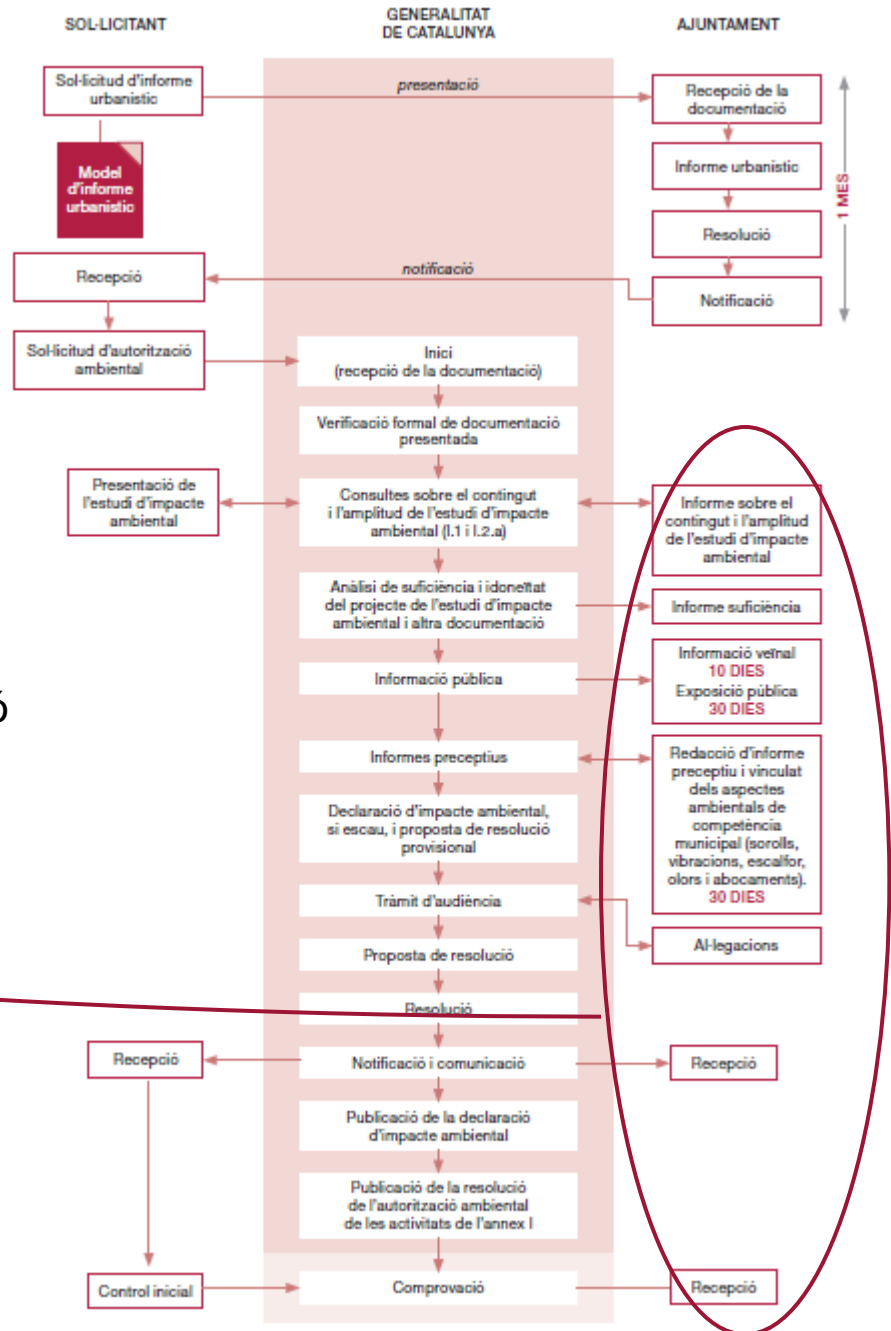 SOL·LICITANT
GENERALITAT
DE CATALUNYA
AJUNTAMENT
Sol·licitud d'informe
urbanístic
presentació
Recepció de la
documentació
Model
d'informe
urbanístic
Informe urbanístic
1 MES
Resolució
Recepció
notificació
Notificació
Sol·licitud d'autorització
ambiental
Inici
(recepció de la documentació)
Verificació formal de documentació
presentada
Presentació de
l'estudi d'impacte
ambiental
Consultes sobre el contingut
i l'amplitud de l'estudi d'impacte
ambiental (I.1 i I.2.a)
Informe sobre el
contingut i l'amplitud
de l'estudi d'impacte
ambiental
Anàlisi de suficiència i idoneïtat
del projecte de l'estudi d'impacte
ambiental i altra documentació
Informe suficiència
Informació pública
Informació veïnal
10 DIES
Exposició pública
30 DIES
ó
Informes preceptius
Redacció d'informe
preceptiu i vinculat
dels aspectes
ambientals de
competència
municipal (sorolls,
vibracions, escalfor,
olors i abocaments).
30 DIES
Declaració d'impacte ambiental,
si escau, i proposta de resolució
provisional
Tràmit d'audiència
Al·legacions
Proposta de resolució
Resolució
Recepció
Notificació i comunicació
Recepció
Publicació de la declaració
d'impacte ambiental
Publicació de la resolució
de l'autorització ambiental
de les activitats de l'annex I
Control inicial
Comprovació
Recepció